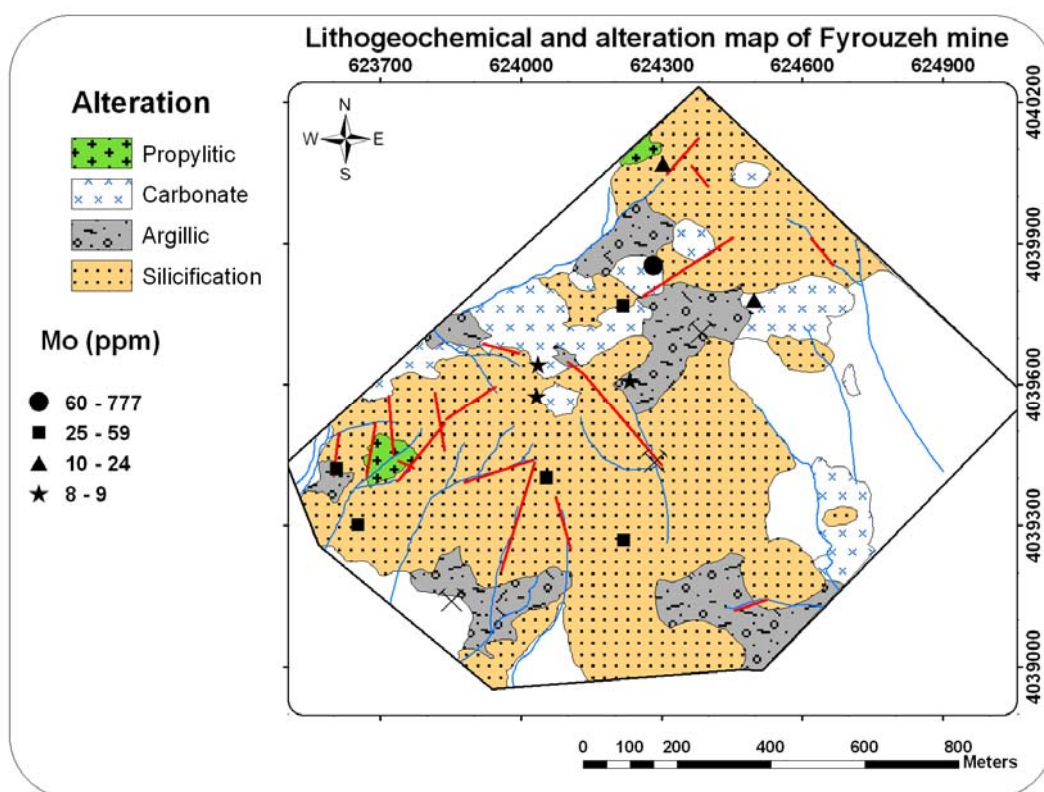 Lithogeochemical and alteration map of Fyrouzeh mine
623700 624000 624300 624600 624900
N
W E
S
Alteration
Propylitic
Carbonate
Argillic
Silicification
Mo (ppm)
60 - 777
25 - 59
10 - 24
8 - 9
4040200
4039900
4039600
4039300
4039000
0 100 200 400 600 800
Meters